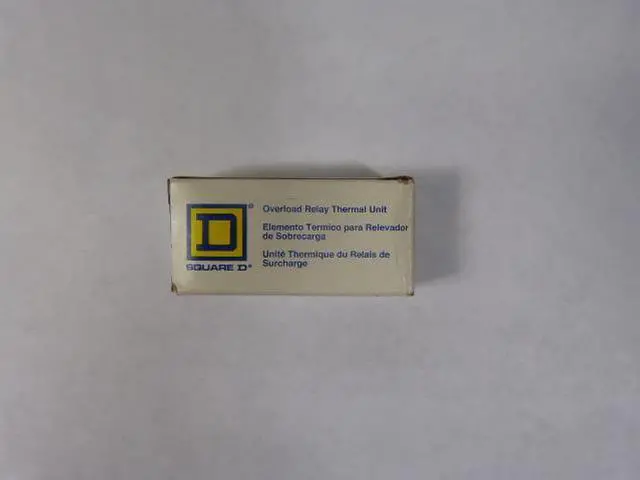 D®
SQUARE D®
Overload Relay Thermal Unit
Elemento Termico para Relevador
de Sobrecarga
Unité Thermique du Relais de
Surcharge